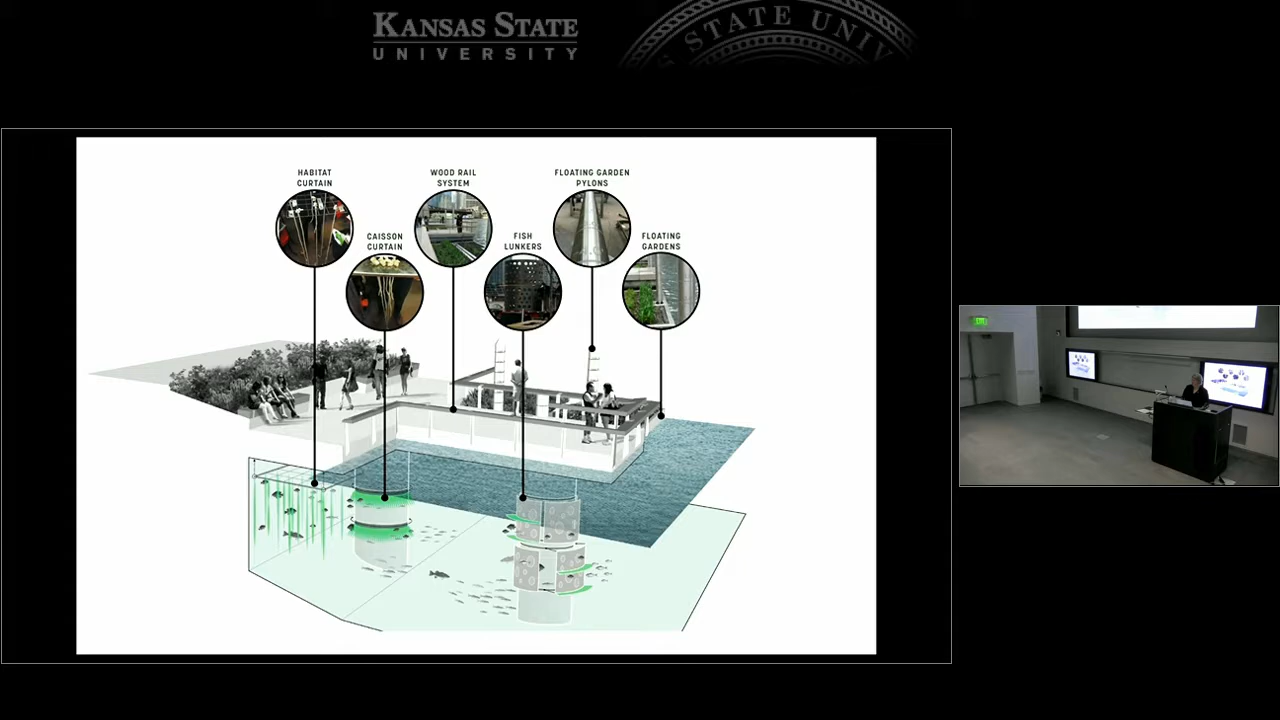 KANSAS STATE
UNIVERSITY
STATE UNIV
HABITAT
CURTAIN
WOOD RAIL
SYSTEM
FLOATING GARDEN
PYLONS
CAISSON
CURTAIN
FISH
LUNKERS
FLOATING
GARDENS
EXIT